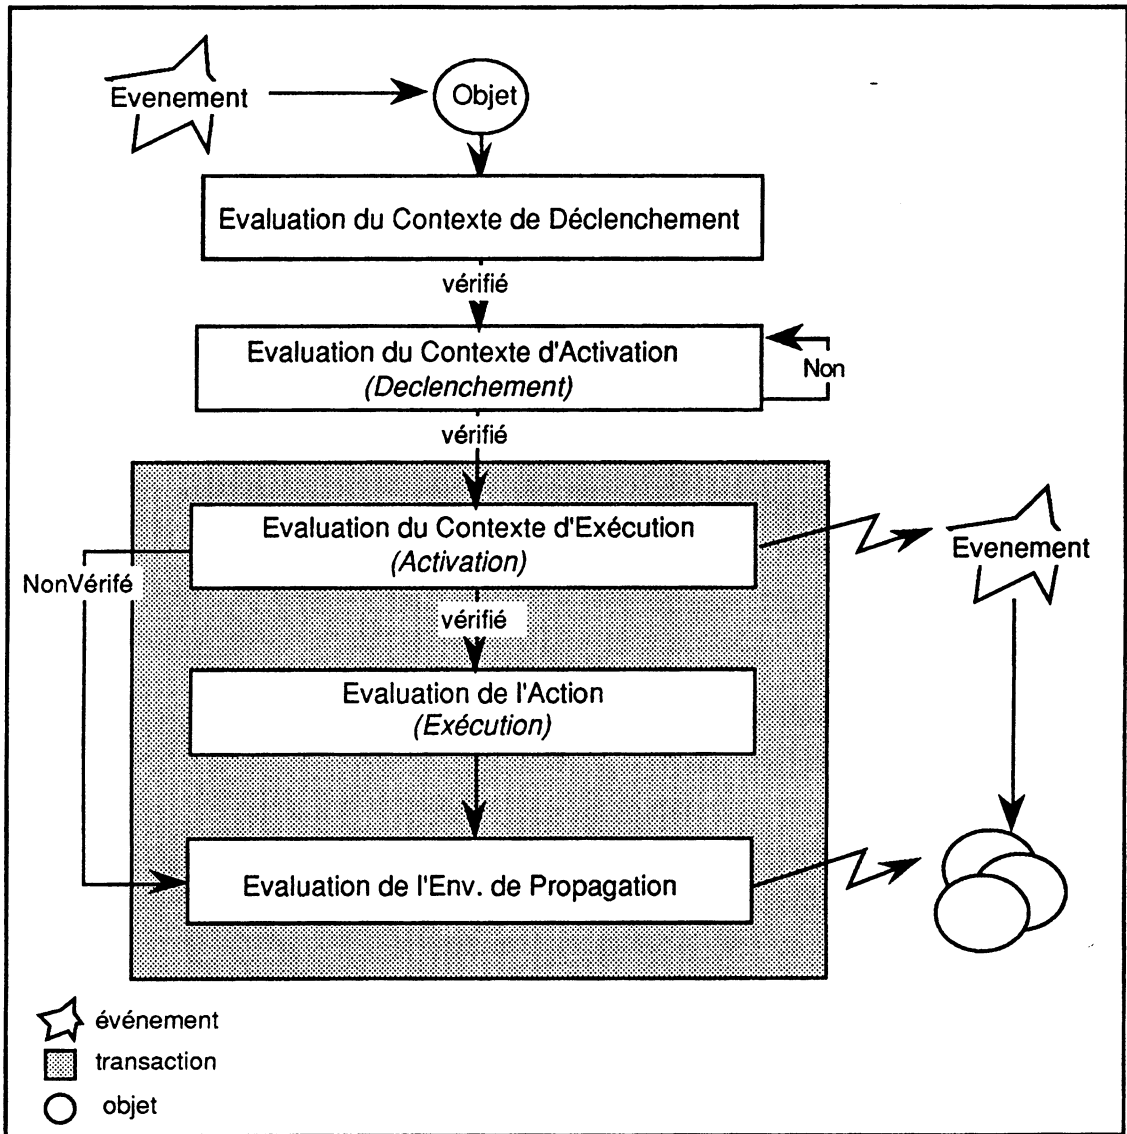 Evenement
Objet
Evaluation du Contexte de Déclenchement
vérifié
Evaluation du Contexte d'Activation
(Declenchement)
Non
vérifié
Evaluation du Contexte d'Exécution
(Activation)
Evenement
NonVérifé
vérifié
Evaluation de l'Action
(Exécution)
Evaluation de l'Env. de Propagation
événement
transaction
objet